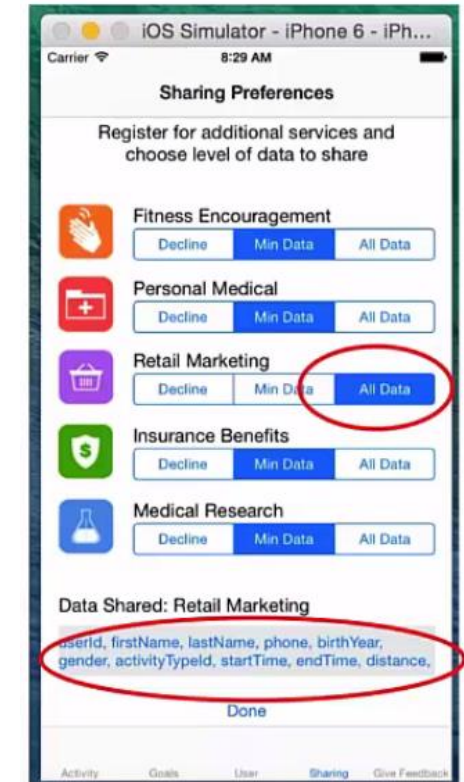 iOS Simulator - iPhone 6 - iPh...
Carrier 8:29 AM
Sharing Preferences
Register for additional services and
choose level of data to share
Fitness Encouragement
Decline Min Data All Data
Personal Medical
Decline Min Data All Data
Retail Marketing
Decline Min Data All Data
Insurance Benefits
Decline Min Data All Data
Medical Research
Decline Min Data All Data
Data Shared: Retail Marketing
userId, firstName, lastName, phone, birthYear,
gender, activityTypeId, startTime, endTime, distance,
Done
Activity Goals User Sharing Give Feedback